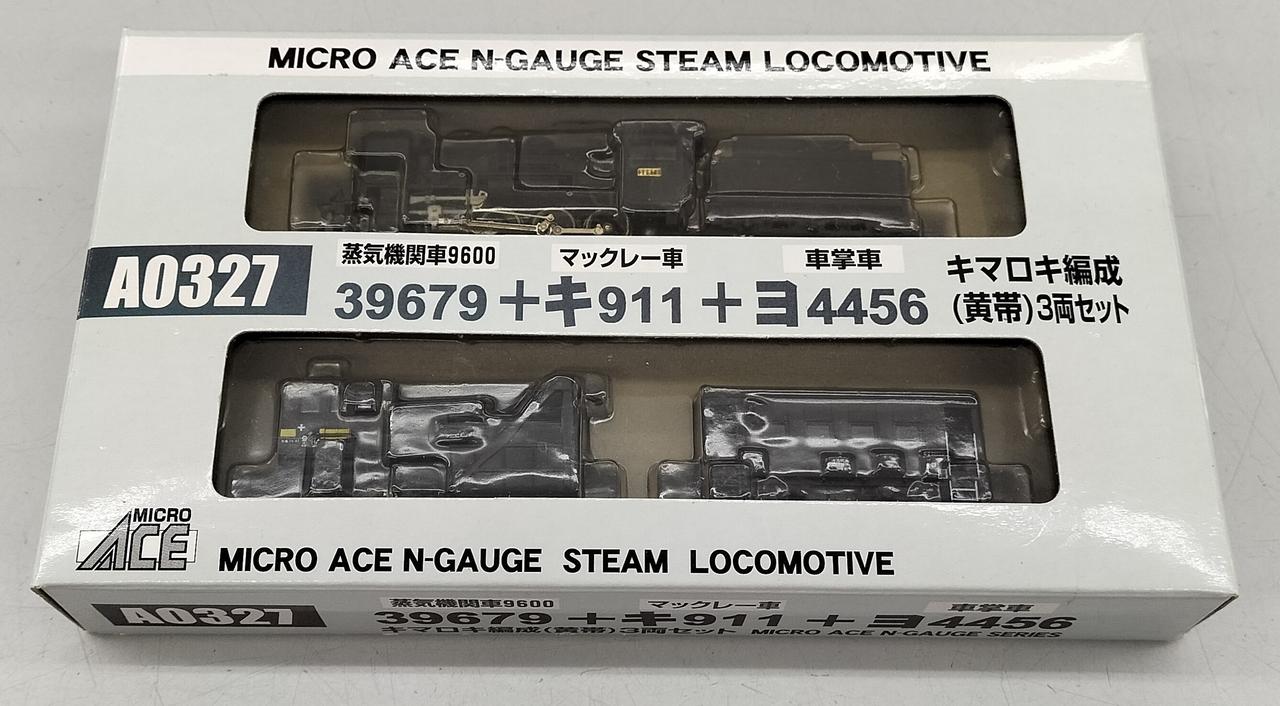 MICRO ACE N-GAUGE STEAM LOCOMOTIVE
A0327
蒸気機関車9600 マックレー車 車掌車
39679+キ911+ヨ4456
キマロキ編成
(黄帯)3両セット
MICRO
ACE
MICRO ACE N-GAUGE STEAM LOCOMOTIVE
A0327
蒸気機関車9600 マックレー車 車掌車
39679+キ911+ヨ4456
キマロキ編成(黄帯)3両セット MICRO ACE N-GAUGE SERIES